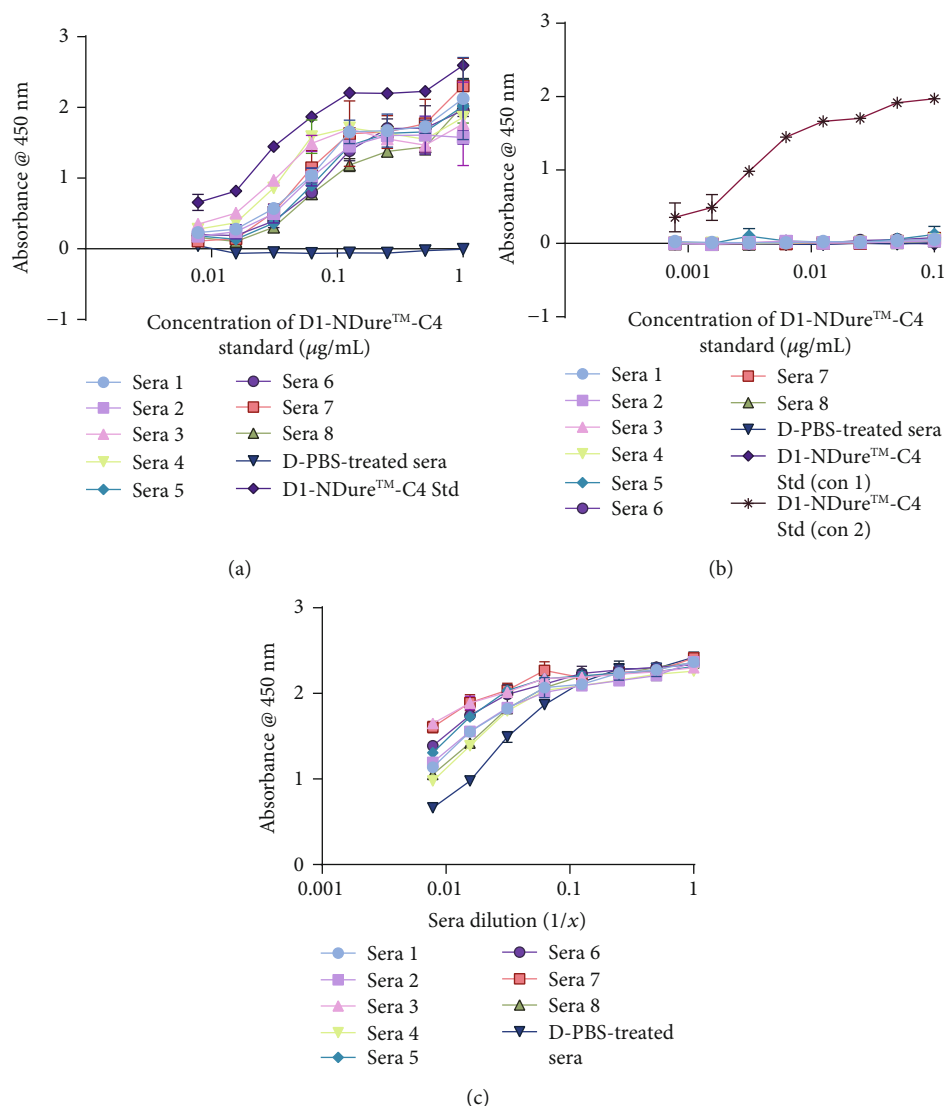 3
2
1
0
−1
Absorbance @ 450 nm
0.01
0.1
1
Concentration of D1-NDure™-C4
standard (μg/mL)
Sera 1
Sera 2
Sera 3
Sera 4
Sera 5
Sera 6
Sera 7
Sera 8
D-PBS-treated sera
D1-NDure™-C4 Std
(a)
3
2
1
0
−1
Absorbance @ 450 nm
0.001
0.01
0.1
Concentration of D1-NDure™-C4
standard (μg/mL)
Sera 1
Sera 2
Sera 3
Sera 4
Sera 5
Sera 6
Sera 7
Sera 8
D-PBS-treated sera
D1-NDure™-C4
Std (con 1)
D1-NDure™-C4
Std (con 2)
(b)
3
2
1
0
Absorbance @ 450 nm
0.001
0.01
0.1
1
Sera dilution (1/x)
Sera 1
Sera 2
Sera 3
Sera 4
Sera 5
Sera 6
Sera 7
Sera 8
D-PBS-treated
sera
(c)